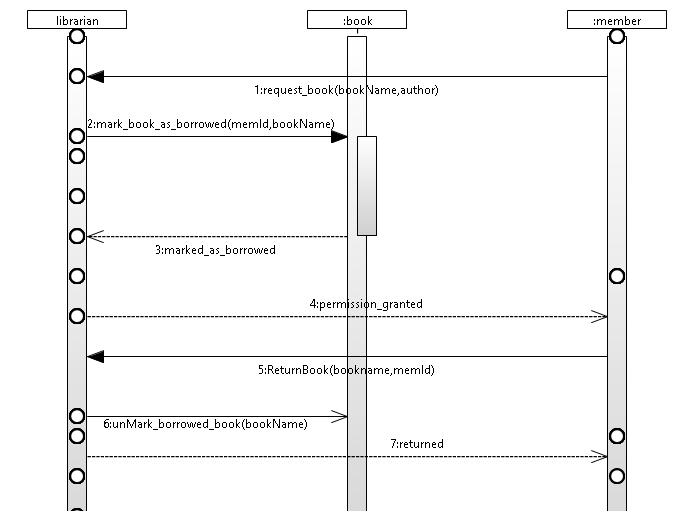 librarian
:book
:member
1:request_book(bookName,author)
2:mark_book_as_borrowed(memId,bookName)
3:marked_as_borrowed
4:permission_granted
5:ReturnBook(bookname,memId)
6:unMark_borrowed_book(bookName)
7:returned